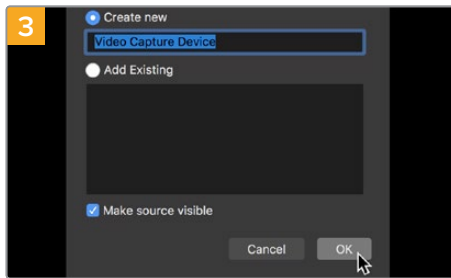 3
Create new
Video Capture Device
Add Existing
Make source visible
Cancel OK